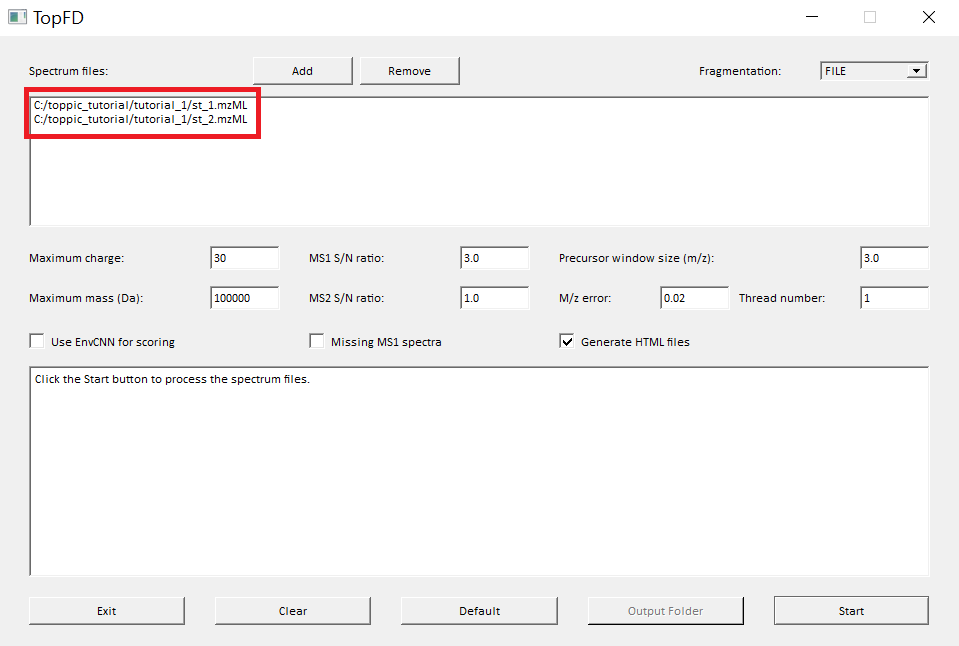 TopFD
Spectrum files: Add Remove Fragmentation: FILE
C:/toppic_tutorial/tutorial_1/st_1.mzML
C:/toppic_tutorial/tutorial_1/st_2.mzML
Maximum charge: 30 MS1 S/N ratio: 3.0 Precursor window size (m/z): 3.0
Maximum mass (Da): 100000 MS2 S/N ratio: 1.0 M/z error: 0.02 Thread number: 1
Use EnvCNN for scoring Missing MS1 spectra Generate HTML files
Click the Start button to process the spectrum files.
Exit Clear Default Output Folder Start